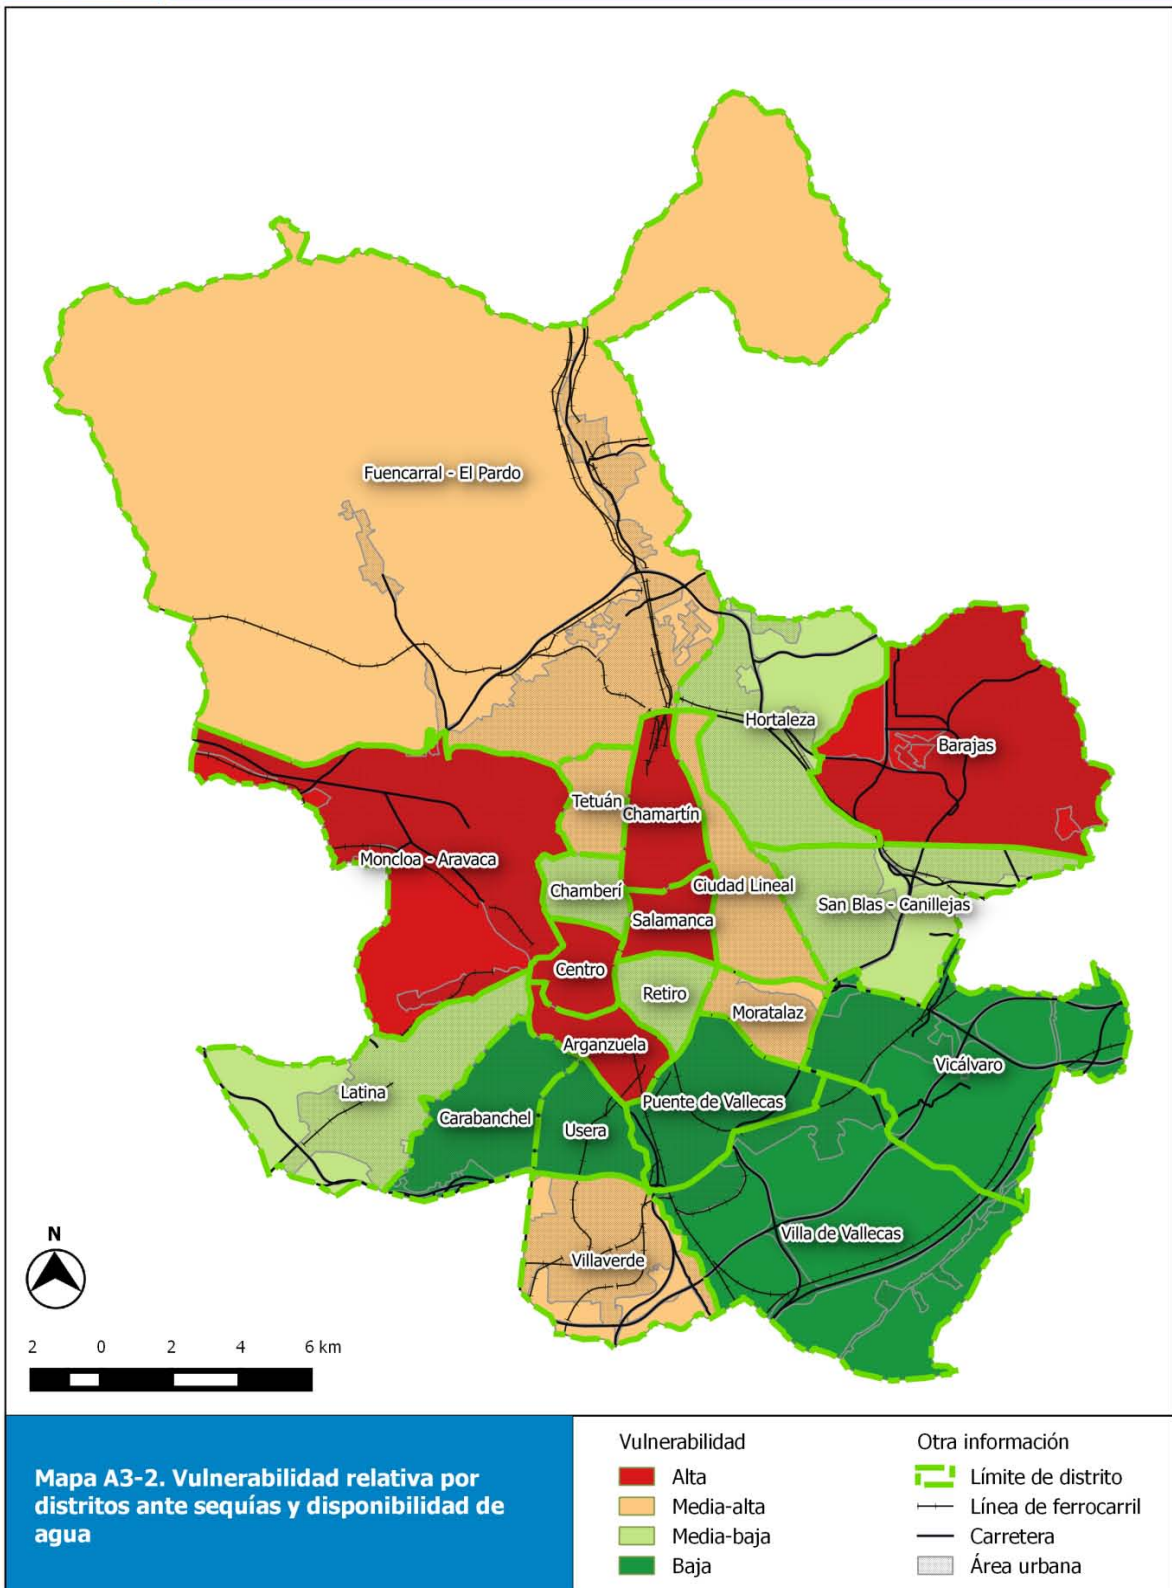 Fuencarral - El Pardo
Hortaleza
Barajas
Tetuán
Chamartín
Moncloa - Aravaca
Chamberí
Ciudad Lineal
San Blas - Canillejas
Salamanca
Centro
Retiro
Moratalaz
Arganzuela
Vicálvaro
Latina
Puente de Vallecas
Carabanchel
Usera
Villa de Vallecas
Villaverde
N
2 0 2 4 6 km
Mapa A3-2. Vulnerabilidad relativa por
distritos ante sequías y disponibilidad de
agua
Vulnerabilidad
Alta
Media-alta
Media-baja
Baja
Otra información
Límite de distrito
Línea de ferrocarril
Carretera
Área urbana